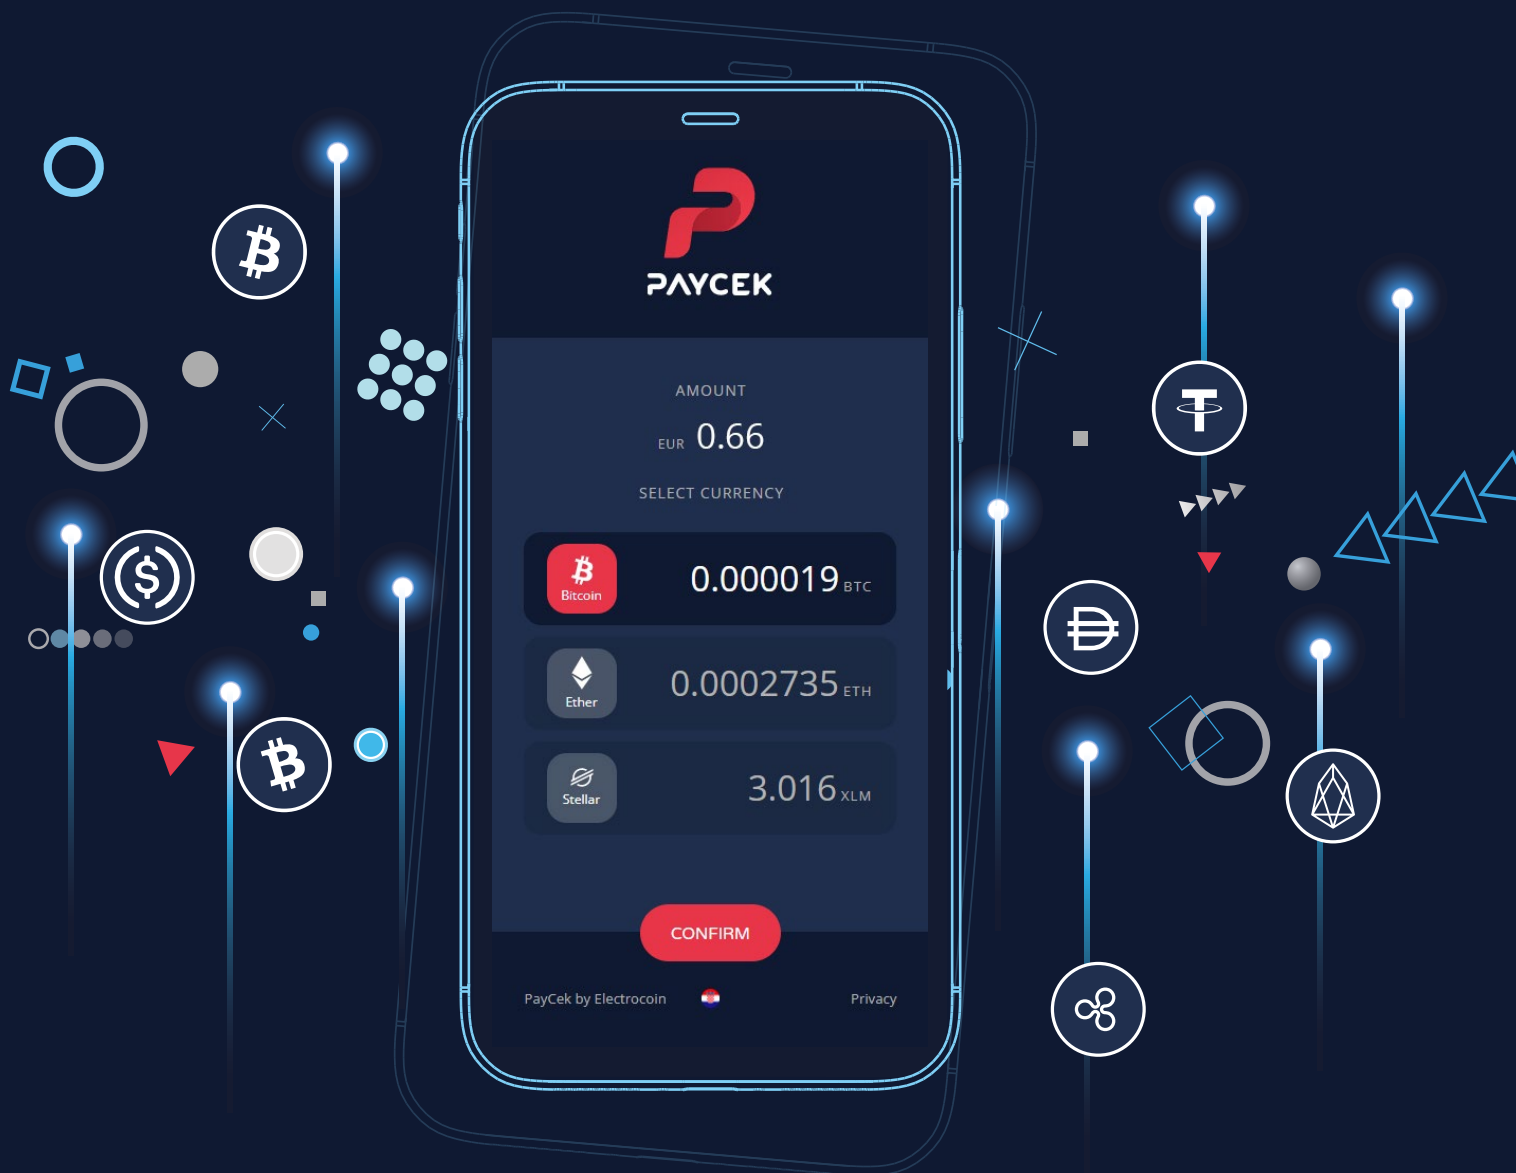 PAYCEK
AMOUNT
EUR 0.66
SELECT CURRENCY
Bitcoin 0.000019 BTC
Ether 0.0002735 ETH
Stellar 3.016 XLM
CONFIRM
PayCek by Electrocoin Privacy